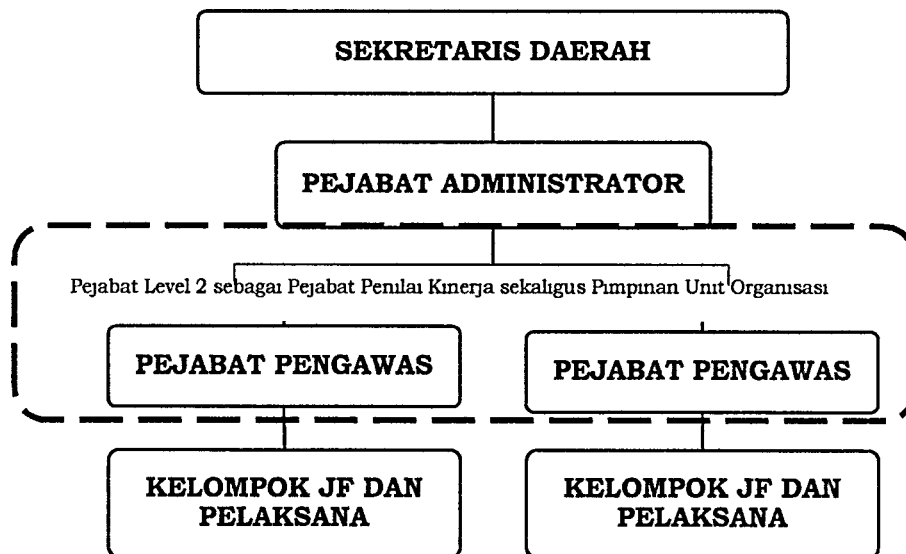 SEKRETARIS DAERAH
PEJABAT ADMINISTRATOR
Pejabat Level 2 sebagai Pejabat Penilai Kinerja sekaligus Pimpinan Unit Organisasi
PEJABAT PENGAWAS
PEJABAT PENGAWAS
KELOMPOK JF DAN
PELAKSANA
KELOMPOK JF DAN
PELAKSANA